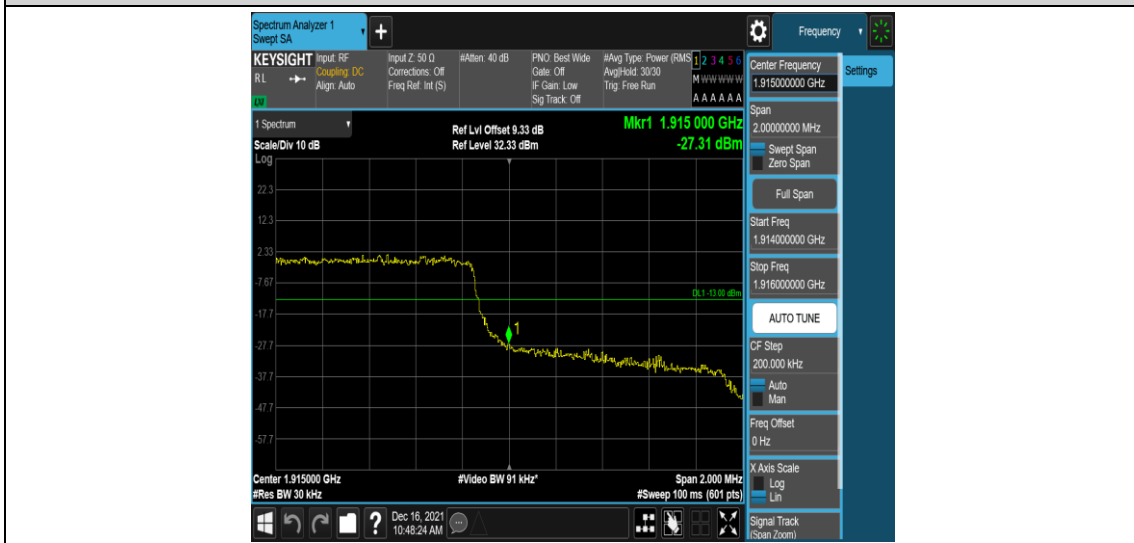 Spectrum Analyzer 1
Swept SA
+
Frequency
KEYSIGHT
RL
LXI
Input: RF
Coupling: DC
Align: Auto
Input Z: 50 Ω
Corrections: Off
Freq Ref: Int (S)
#Atten: 40 dB
PNO: Best Wide
Gate: Off
IF Gain: Low
Sig Track: Off
#Avg Type: Power (RMS
Avg|Hold: 30/30
Trig: Free Run
1 2 3 4 5 6
M W W W W W
A A A A A A
Center Frequency
1.915000000 GHz
Settings
Span
2.00000000 MHz
Swept Span
Zero Span
Full Span
Start Freq
1.914000000 GHz
Stop Freq
1.916000000 GHz
AUTO TUNE
CF Step
200.000 kHz
Auto
Man
Freq Offset
0 Hz
X Axis Scale
Log
Lin
Signal Track
(Span Zoom)
1 Spectrum
Scale/Div 10 dB
Log
Ref Lvl Offset 9.33 dB
Ref Level 32.33 dBm
Mkr1 1.915 000 GHz
-27.31 dBm
22.3
12.3
2.33
-7.67
DL1 -13.00 dBm
-17.7
1
-27.7
-37.7
-47.7
-57.7
Center 1.915000 GHz
#Res BW 30 kHz
#Video BW 91 kHz*
Span 2.000 MHz
#Sweep 100 ms (601 pts)
?
Dec 16, 2021
10:48:24 AM